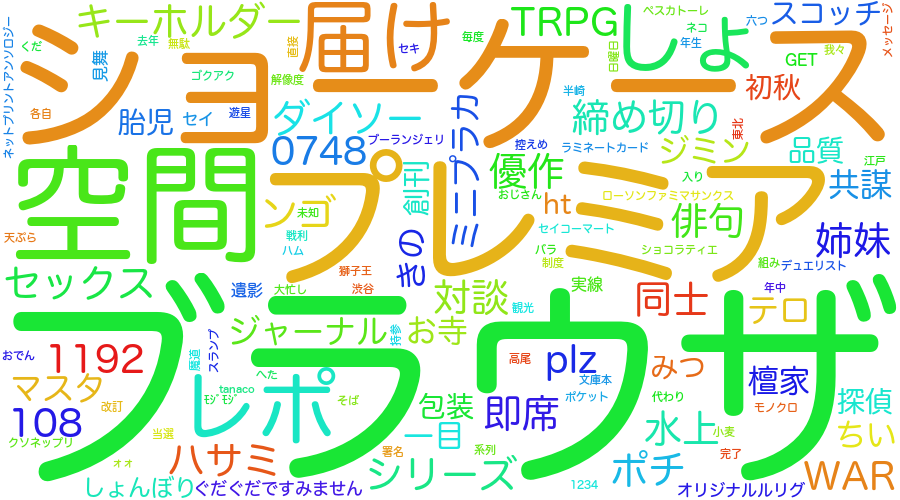 キーホルダー
ショーケース
届け
しょ
TRPG
スコッチ
ペスカトーレ
ネコ
六つ
メッセージ
我々
GET
年生
日曜日
毎度
セキ
直接
無駄
去年
くだ
見舞
ネットプリントアンソロジー
各自
ゴクアク
解像度
胎児
セイ
遊星
ダイソー
0748
ブーランジェリ
ミニプラカ
控えめ
半崎
ラミネートカード
締め切り
初秋
東北
ジミン
品質
江戸
共謀
入り
ローソンファミマサンクス
空間
プレミア
優作
おじさん
ht
俳句
セイコーマート
バラ
ショコラティエ
制度
組み
デュエリスト
姉妹
創刊
きの
ンゴ
未知
戦利
ハム
獅子王
天ぷら
セックス
遺影
大忙し
渋谷
対談
実線
観光
同士
年中
テロ
ブラウザ
ジャーナル
持参
お寺
スランプ
風邪
おでん
1192
マスタ
改訂
108
クソネップリ
tanaco
ﾓｼﾞﾓｼﾞ
へた
そば
レポ
高尾
plz
文庫本
ポケット
みつ
代わり
檀家
モノクロ
探偵
包装
即席
一目
水上
小麦
ちい
当選
ハサミ
ォォ
署名
系列
シリーズ
1234
ポチ
完了
WAR
しょんぼり
ぐだぐだですみません
オリジナルルリグ